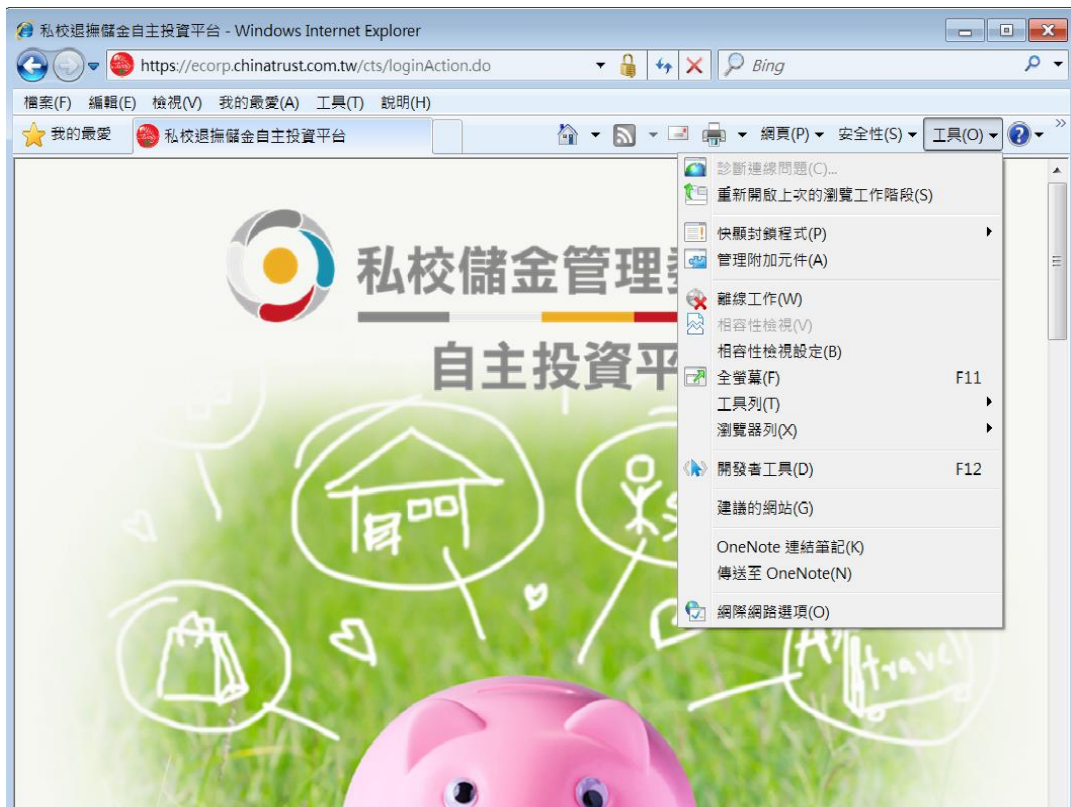 私校退撫儲金自主投資平台 - Windows Internet Explorer
https://ecorp.chinatrust.com.tw/cts/loginAction.do
Bing
檔案(F) 編輯(E) 檢視(V) 我的最愛(A) 工具(T) 說明(H)
我的最愛 私校退撫儲金自主投資平台 網頁(P) 安全性(S) 工具(O)
診斷連線問題(C)...
重新開啟上次的瀏覽工作階段(S)
快顯封鎖程式(P)
管理附加元件(A)
離線工作(W)
相容性檢視(V)
相容性檢視設定(B)
全螢幕(F) F11
工具列(T)
瀏覽器列(X)
開發者工具(D) F12
建議的網站(G)
OneNote 連結筆記(K)
傳送至 OneNote(N)
網際網路選項(O)
私校儲金管理
自主投資平
travel